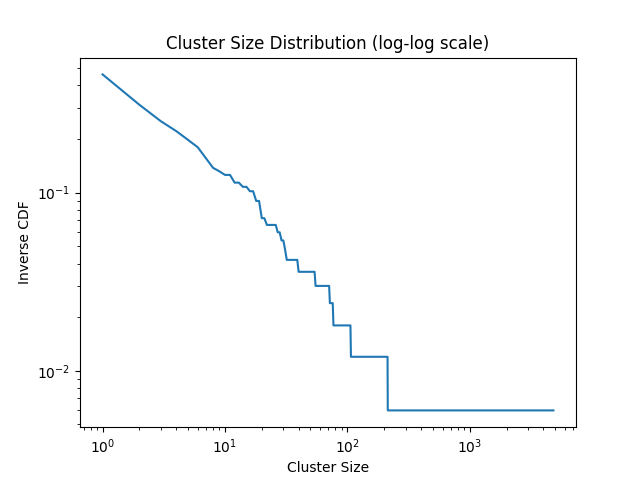 Cluster Size Distribution (log-log scale)
Inverse CDF
10⁻¹
10⁻²
10⁰ 10¹ 10² 10³
Cluster Size